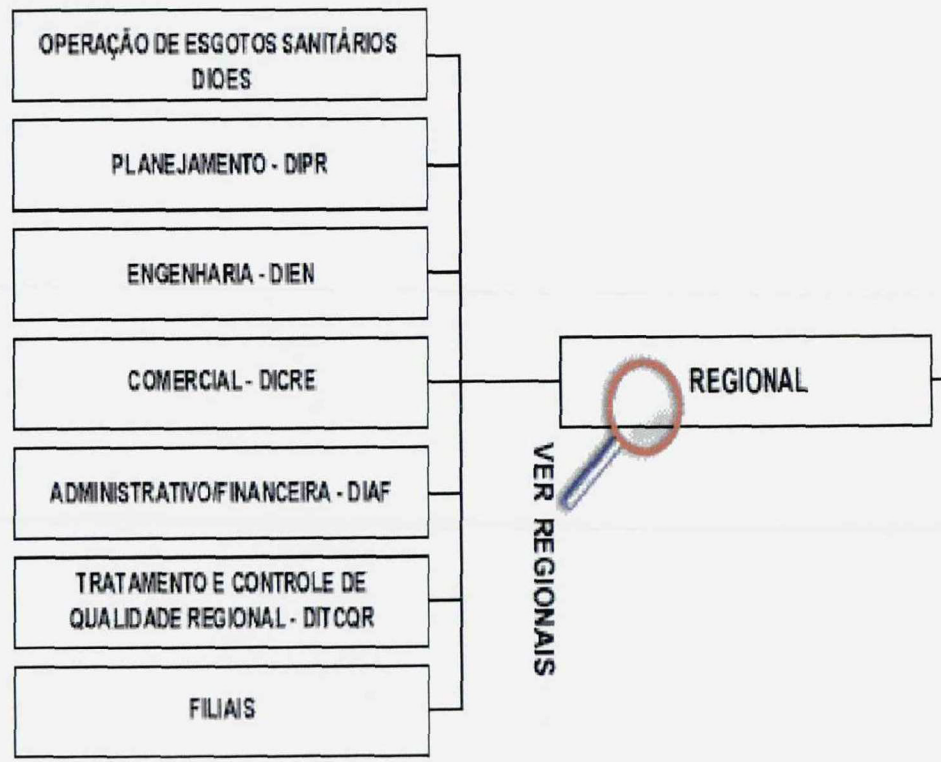 OPERAÇÃO DE ESGOTOS SANITÁRIOS
DIOES
PLANEJAMENTO - DIPR
ENGENHARIA - DIEN
COMERCIAL - DICRE
ADMINISTRATIVO/FINANCEIRA - DIAF
TRATAMENTO E CONTROLE DE
QUALIDADE REGIONAL - DITCQR
FILIAIS
REGIONAL
VER REGIONAIS